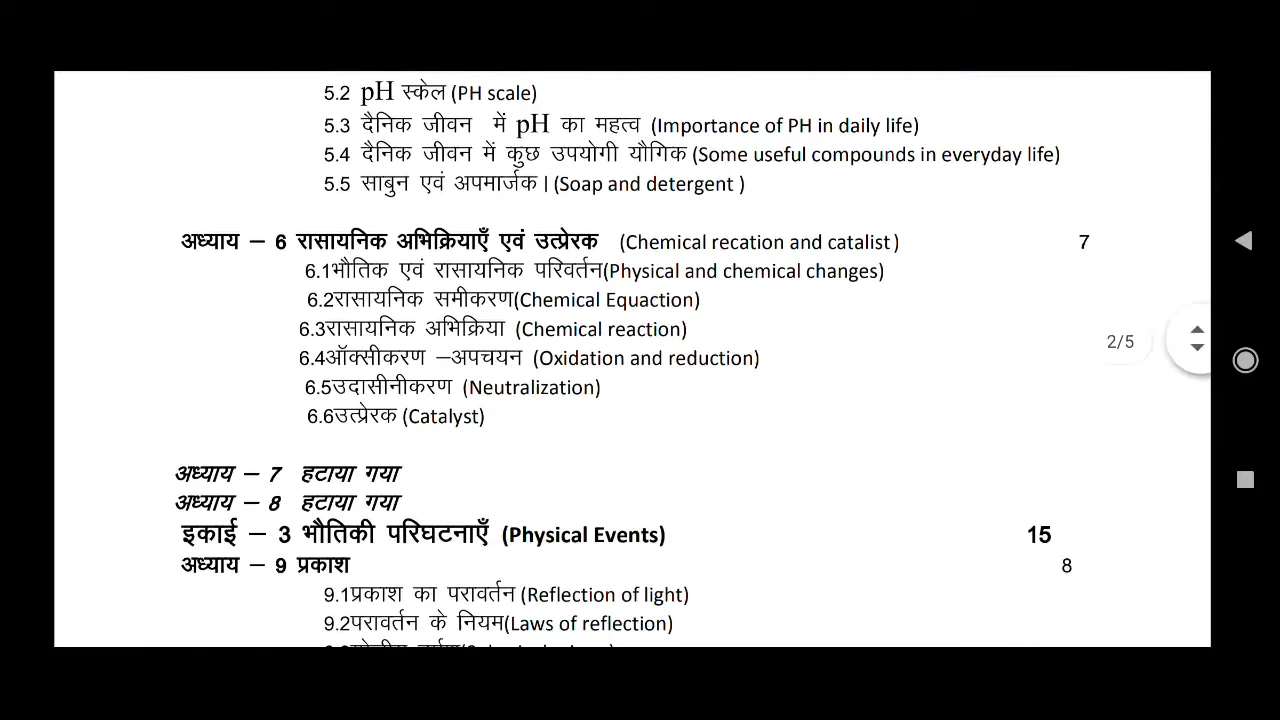 5.2 pH स्केल (PH scale)
5.3 दैनिक जीवन में pH का महत्व (Importance of PH in daily life)
5.4 दैनिक जीवन में कुछ उपयोगी यौगिक (Some useful compounds in everyday life)
5.5 साबुन एवं अपमार्जक। (Soap and detergent )
अध्याय – 6 रासायनिक अभिक्रियाएँ एवं उत्प्रेरक (Chemical recation and catalist) 7
6.1भौतिक एवं रासायनिक परिवर्तन(Physical and chemical changes)
6.2रासायनिक समीकरण(Chemical Equaction)
6.3रासायनिक अभिक्रिया (Chemical reaction)
2/5
6.4ऑक्सीकरण –अपचयन (Oxidation and reduction)
6.5उदासीनीकरण (Neutralization)
6.6उत्प्रेरक (Catalyst)
अध्याय – 7 हटाया गया
अध्याय – 8 हटाया गया
इकाई – 3 भौतिकी परिघटनाएँ (Physical Events) 15
अध्याय – 9 प्रकाश 8
9.1प्रकाश का परावर्तन (Reflection of light)
9.2परावर्तन के नियम(Laws of reflection)